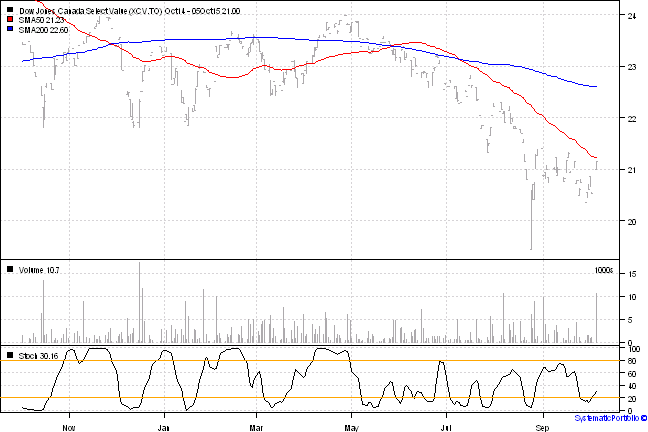 Dow Jones Canada Select Value (XCV.TO) Oct14 - 05Oct15 21.00
SMA50 21.23
SMA200 22.60
24
23
22
21
20
Volume 10.7
1000s
15
10
5
0
Stoch 30.16
100
80
60
40
20
0
Nov Jan Mar May Jul Sep
SystematicPortfolio ©